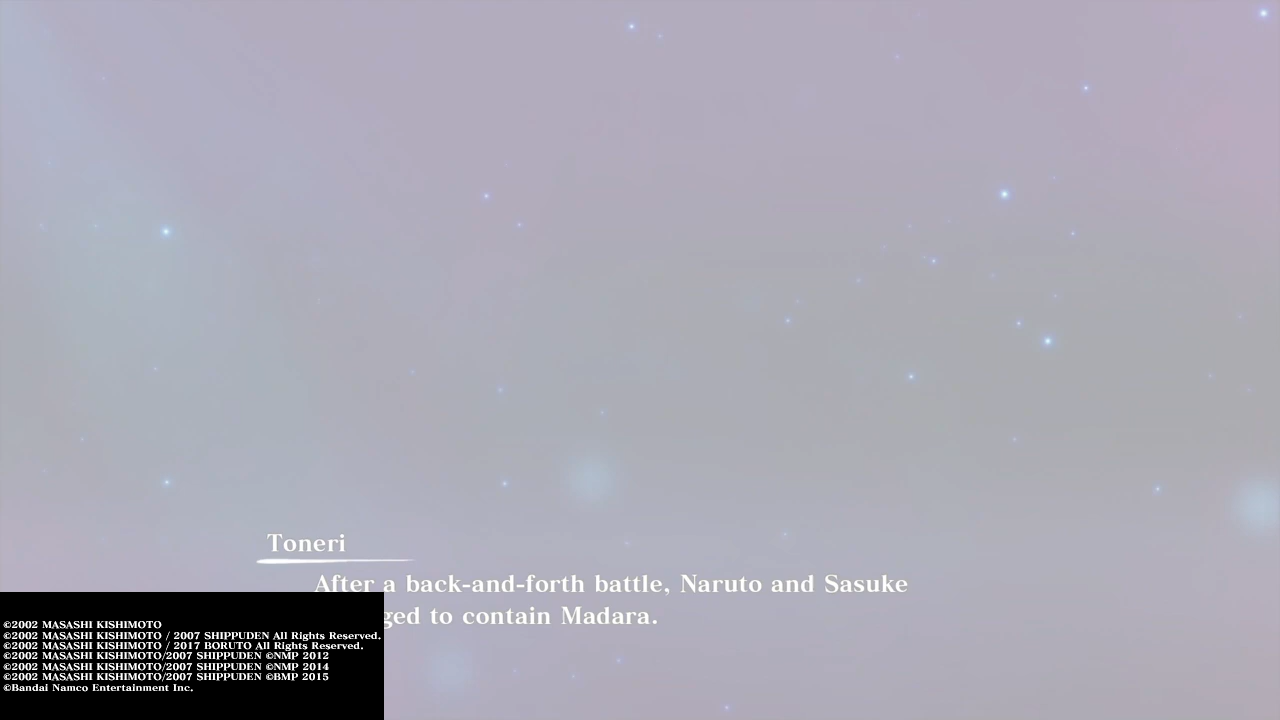 Toneri
After a back-and-forth battle, Naruto and Sasuke
ged to contain Madara.
©2002 MASASHI KISHIMOTO
©2002 MASASHI KISHIMOTO / 2007 SHIPPUDEN All Rights Reserved.
©2002 MASASHI KISHIMOTO / 2017 BORUTO All Rights Reserved.
©2002 MASASHI KISHIMOTO/2007 SHIPPUDEN ©NMP 2012
©2002 MASASHI KISHIMOTO/2007 SHIPPUDEN ©NMP 2014
©2002 MASASHI KISHIMOTO/2007 SHIPPUDEN ©BMP 2015
©Bandai Namco Entertainment Inc.